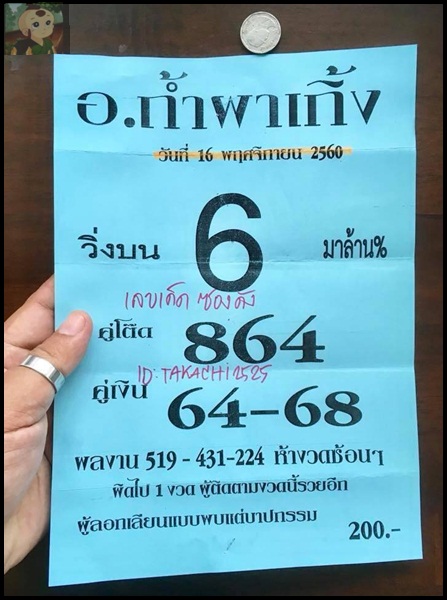 อ.ถ้ำผาเกิ้ง
วันที่ 16 พฤศจิกายน 2560
วิ่งบน 6 มาล้าน%
เลขเด็ด ซองดัง
คู่โต๊ด 864
ID:TAKACHI2525
คู่เงิน 64-68
ผลงาน 519 - 431-224 ห้างวดร้อนๆ
ผิดไป 1 งวด ผู้ติดตามงวดนี้รวยอีก
ผู้ลอกเลียนแบบพบแต่บาปกรรม
200.-